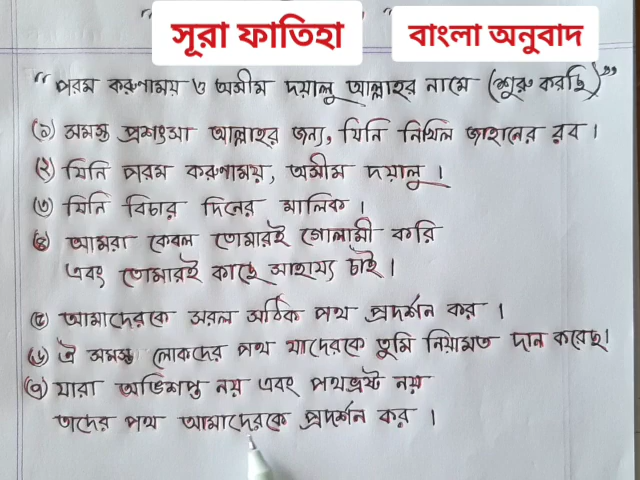 সূরা ফাতিহা
বাংলা অনুবাদ
“পরম করুণাময় ও অসীম দয়ালু আল্লাহর নামে (শুরু করছি)”
(১) সমস্ত প্রশংসা আল্লাহর জন্য, যিনি নিখিল জাহানের রব।
(২) যিনি পরম করুণাময়, অসীম দয়ালু।
(৩) যিনি বিচার দিনের মালিক।
(৪) আমরা কেবল তোমারই গোলামী করি
এবং তোমারই কাছে সাহায্য চাই।
(৫) আমাদেরকে সরল সঠিক পথ প্রদর্শন কর।
(৬) ঐ সমস্ত লোকদের পথ যাদেরকে তুমি নিয়ামত দান করেছ।
(৭) যারা অভিশপ্ত নয় এবং পথভ্রষ্ট নয়
তাদের পথ আমাদেরকে প্রদর্শন কর।